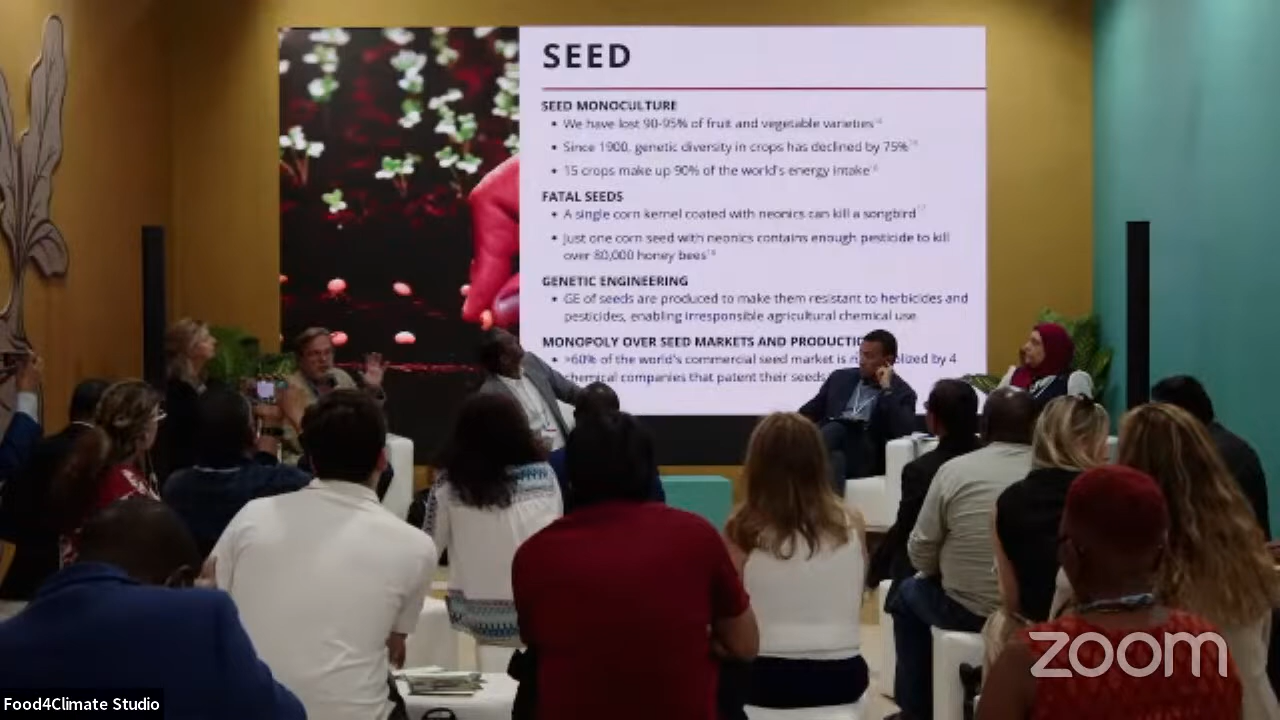 SEED
SEED MONOCULTURE
• We have lost 90-95% of fruit and vegetable varieties
• Since 1900, genetic diversity in crops has declined by 75%
• 15 crops make up 90% of the world's energy intake
FATAL SEEDS
• A single corn kernel coated with neonics can kill a songbird
• Just one corn seed with neonics contains enough pesticide to kill
over 80,000 honey bees
GENETIC ENGINEERING
• GE of seeds are produced to make them resistant to herbicides and
pesticides, enabling irresponsible agricultural chemical use
MONOPOLY OVER SEED MARKETS AND
• >60% of the world's commercial seed market is by 4
chemical companies that patent their seeds
zoom
Food4Climate Studio